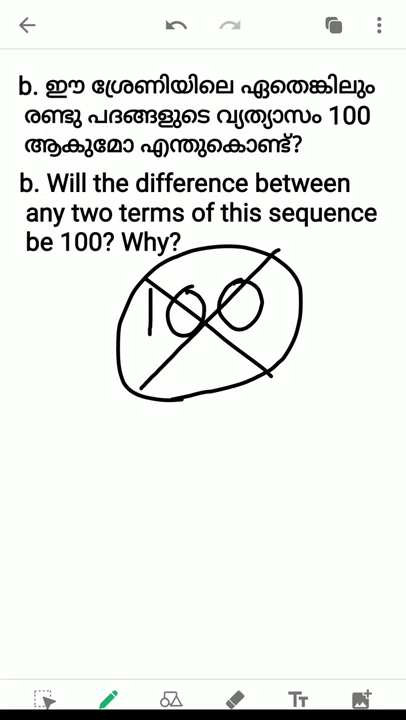 b. ഈ ശ്രേണിയിലെ ഏതെങ്കിലും
രണ്ടു പദങ്ങളുടെ വ്യത്യാസം 100
ആകുമോ എന്തുകൊണ്ട്?
b. Will the difference between
any two terms of this sequence
be 100? Why?
100
Tт